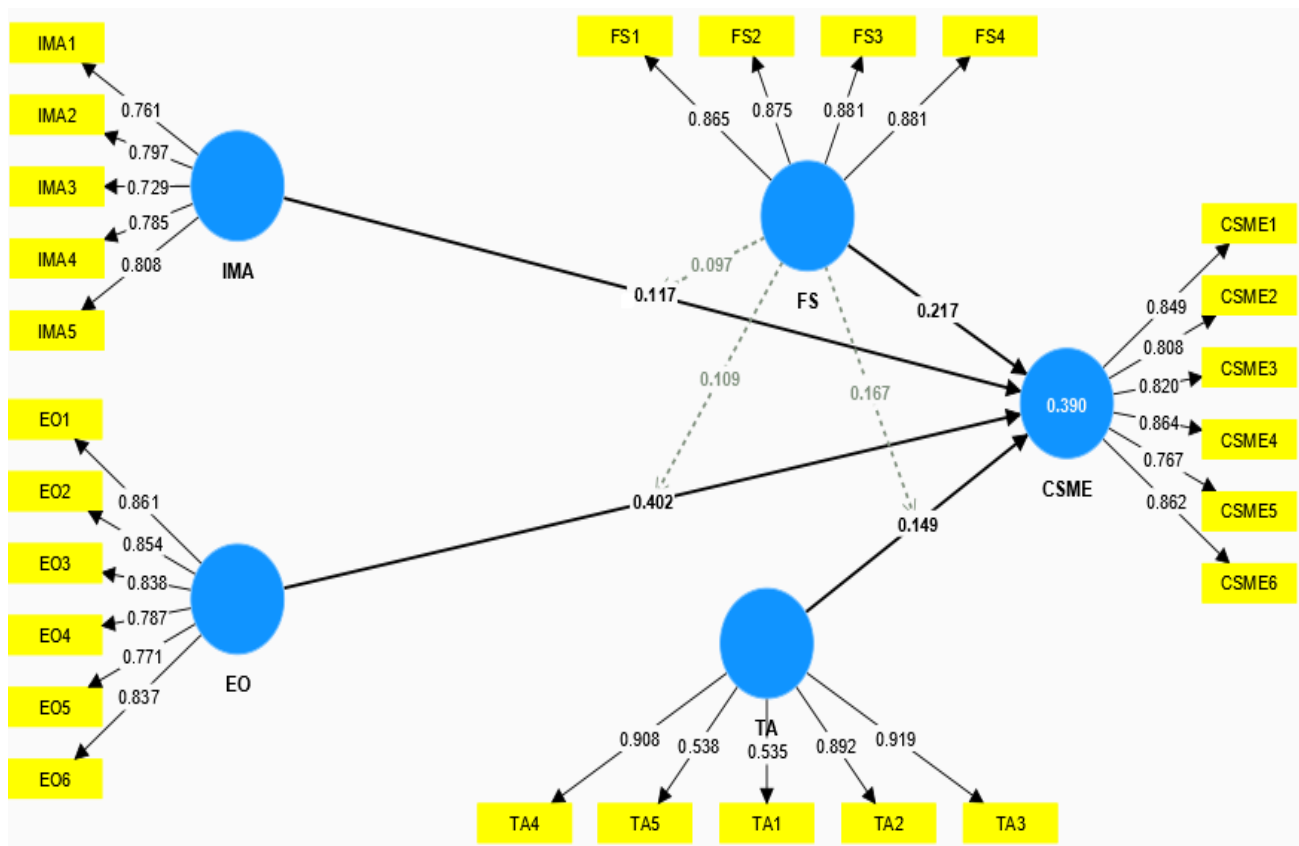 IMA1
IMA2
IMA3
IMA4
IMA5
0.761
0.797
0.729
0.785
0.808
IMA
FS1
FS2
FS3
FS4
0.865
0.875
0.881
0.881
FS
0.097
0.117
0.217
0.109
0.167
0.402
0.149
EO1
EO2
EO3
EO4
EO5
EO6
0.861
0.854
0.838
0.787
0.771
0.837
EO
0.390
CSME
0.849
0.808
0.820
0.864
0.767
0.862
CSME1
CSME2
CSME3
CSME4
CSME5
CSME6
TA
0.908
0.538
0.535
0.892
0.919
TA4
TA5
TA1
TA2
TA3